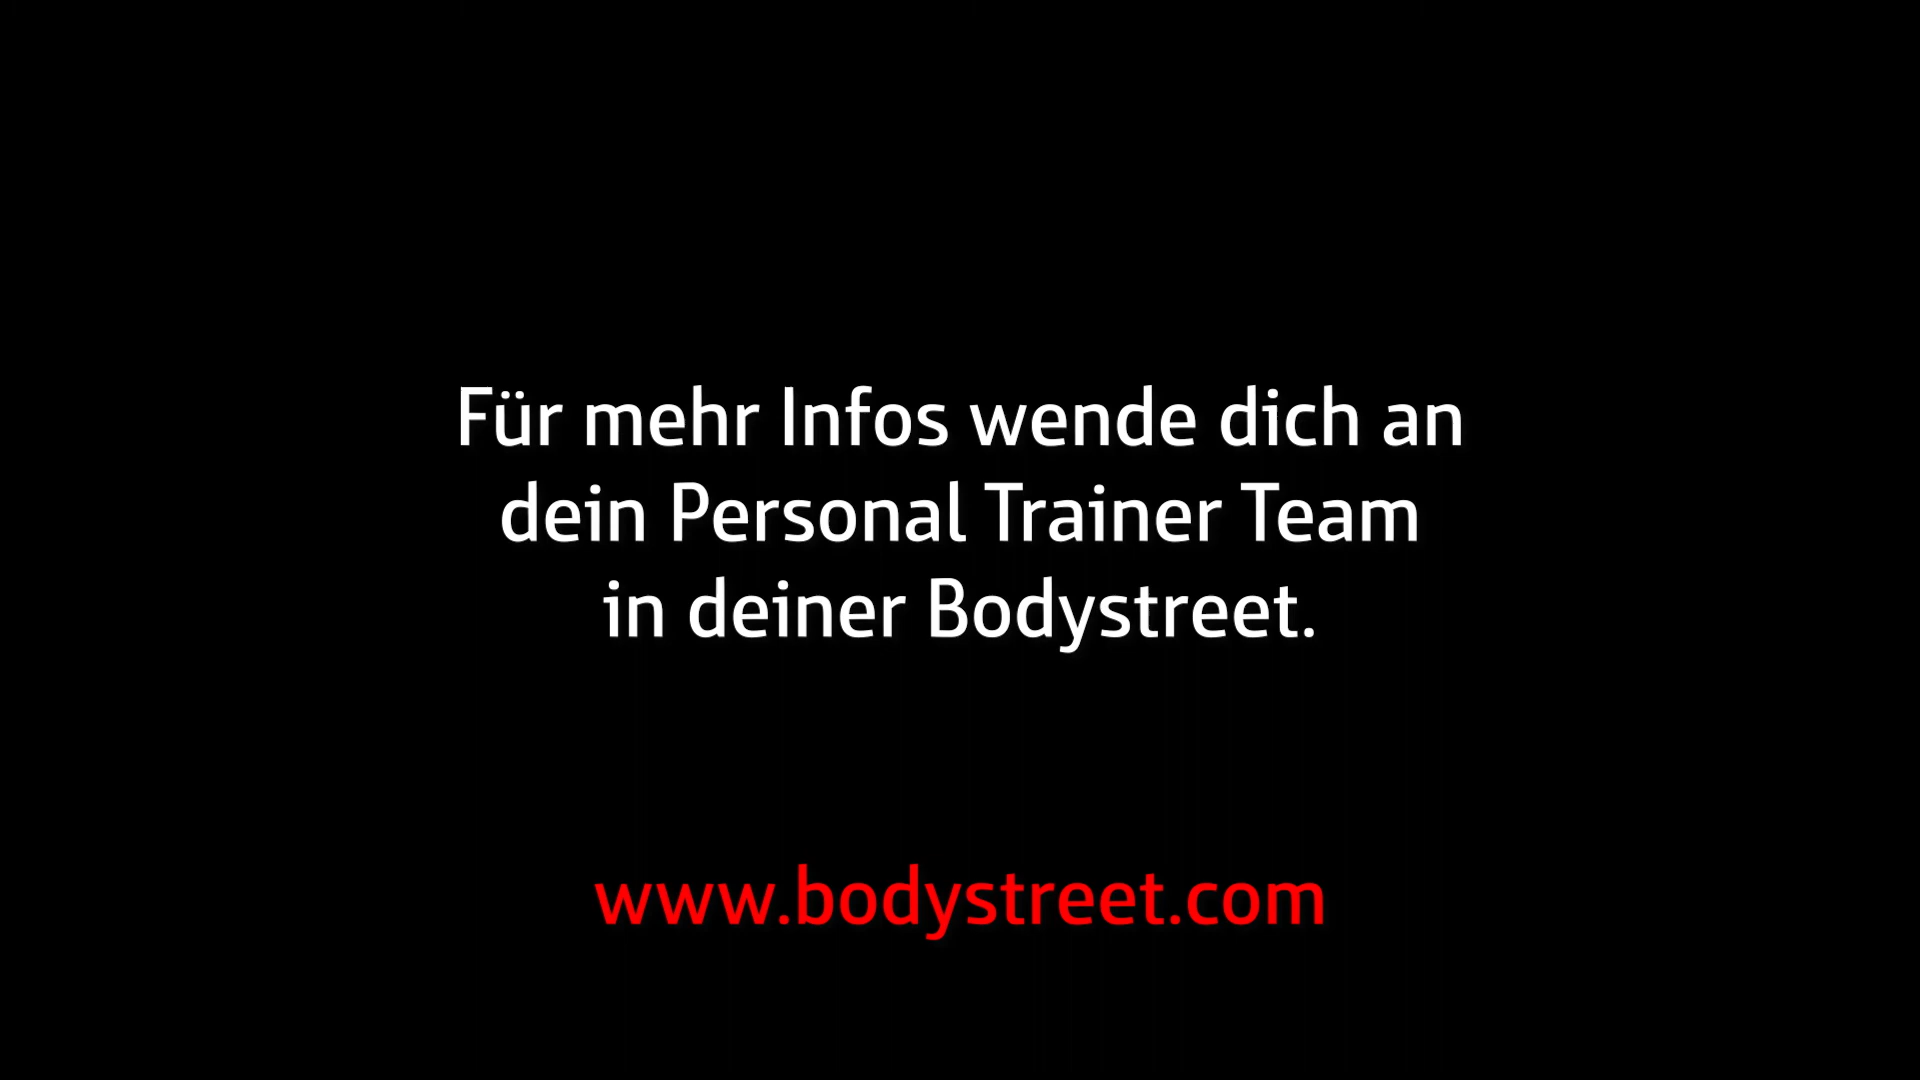 Für mehr Infos wende dich an
dein Personal Trainer Team
in deiner Bodystreet.
www.bodystreet.com